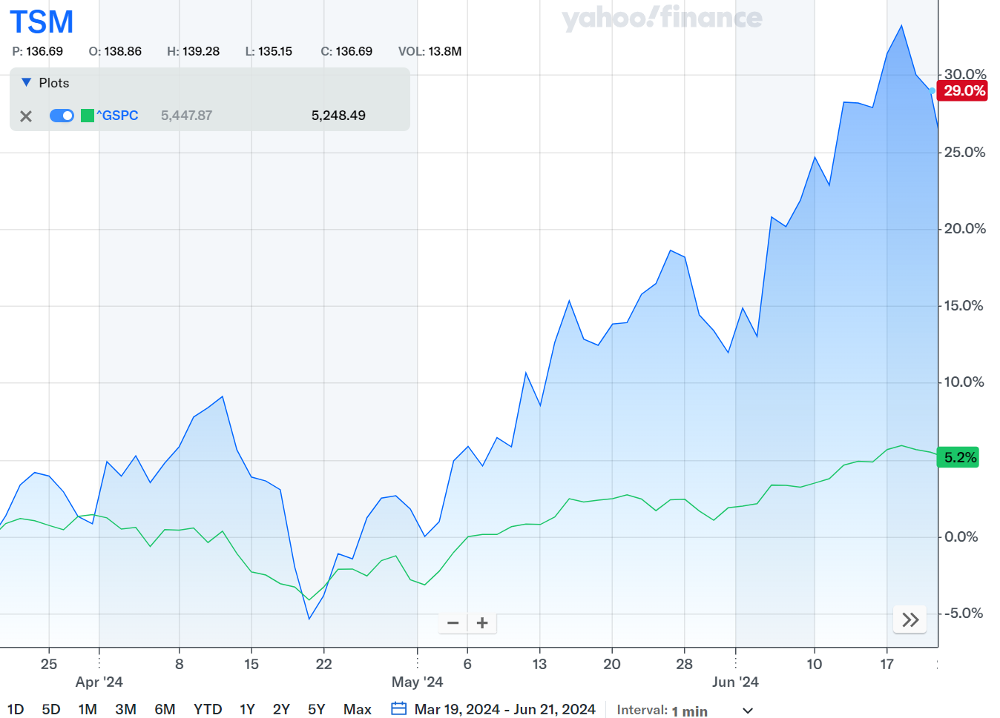 TSM
yahoo!finance
P: 136.69 O: 138.86 H: 139.28 L: 135.15 C: 136.69 VOL: 13.8M
Plots
^GSPC 5,447.87 5,248.49
30.0%
29.0%
25.0%
20.0%
15.0%
10.0%
5.2%
0.0%
-5.0%
25 8 15 22 6 13 20 28 10 17
Apr '24 May '24 Jun '24
1D 5D 1M 3M 6M YTD 1Y 2Y 5Y Max Mar 19, 2024 - Jun 21, 2024 Interval: 1 min